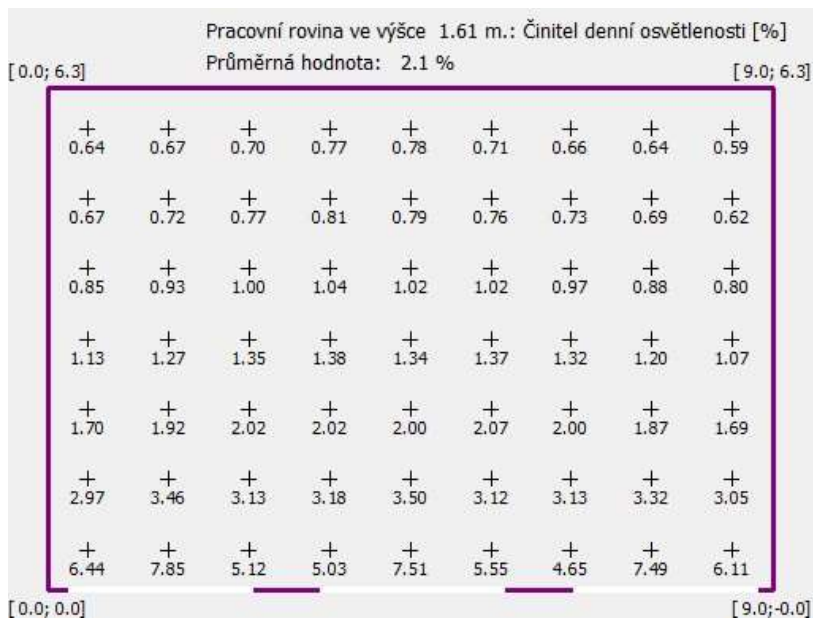 Pracovní rovina ve výšce 1.61 m.: Činitel denní osvětlenosti [%]
Průměrná hodnota: 2.1 %
[ 0.0; 6.3] [ 9.0; 6.3]
0.64 0.67 0.70 0.77 0.78 0.71 0.66 0.64 0.59
0.67 0.72 0.77 0.81 0.79 0.76 0.73 0.69 0.62
0.85 0.93 1.00 1.04 1.02 1.02 0.97 0.88 0.80
1.13 1.27 1.35 1.38 1.34 1.37 1.32 1.20 1.07
1.70 1.92 2.02 2.02 2.00 2.07 2.00 1.87 1.69
2.97 3.46 3.13 3.18 3.50 3.12 3.13 3.32 3.05
6.44 7.85 5.12 5.03 7.51 5.55 4.65 7.49 6.11
[ 0.0; 0.0] [ 9.0;-0.0]